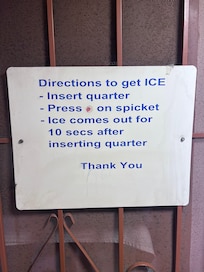 Directions to get ICE
- Insert quarter
- Press on spicket
- Ice comes out for
10 secs after
inserting quarter
Thank You